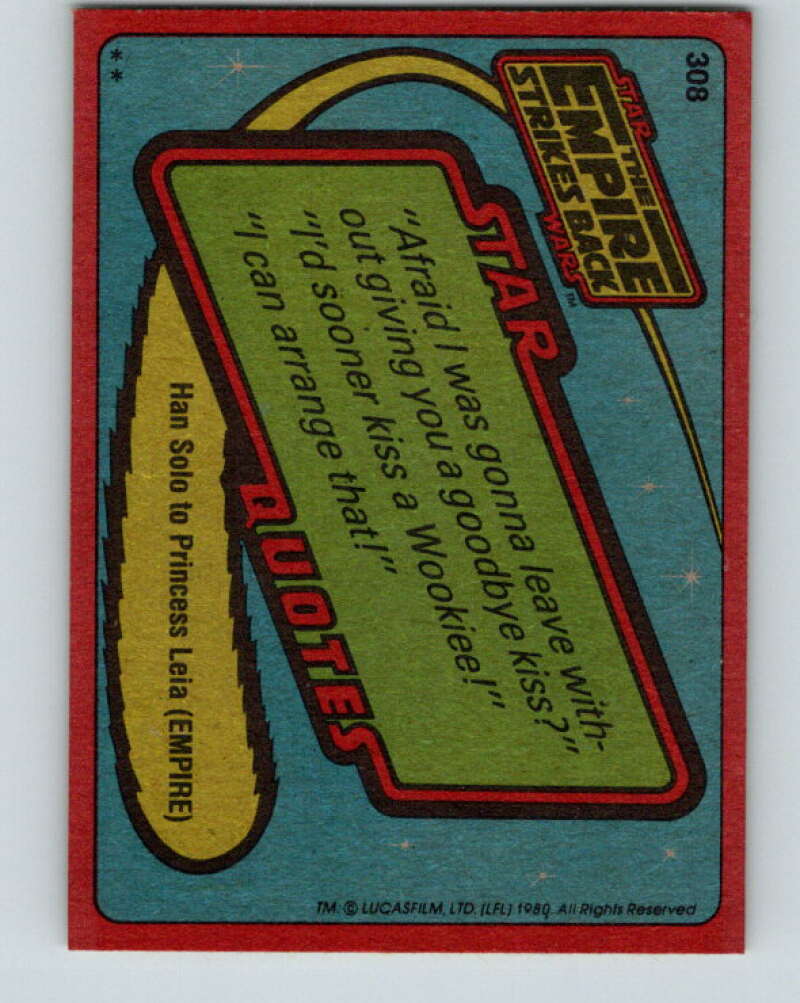 308
STAR
THE
EMPIRE
STRIKES BACK
WARS ™
STAR
"Afraid I was gonna leave with-
out giving you a goodbye kiss?"
"I'd sooner kiss a Wookiee!"
"I can arrange that!"
QUOTES
Han Solo to Princess Leia (EMPIRE)
* *
TM: © LUCASFILM, LTD. (LFL) 1980. All Rights Reserved